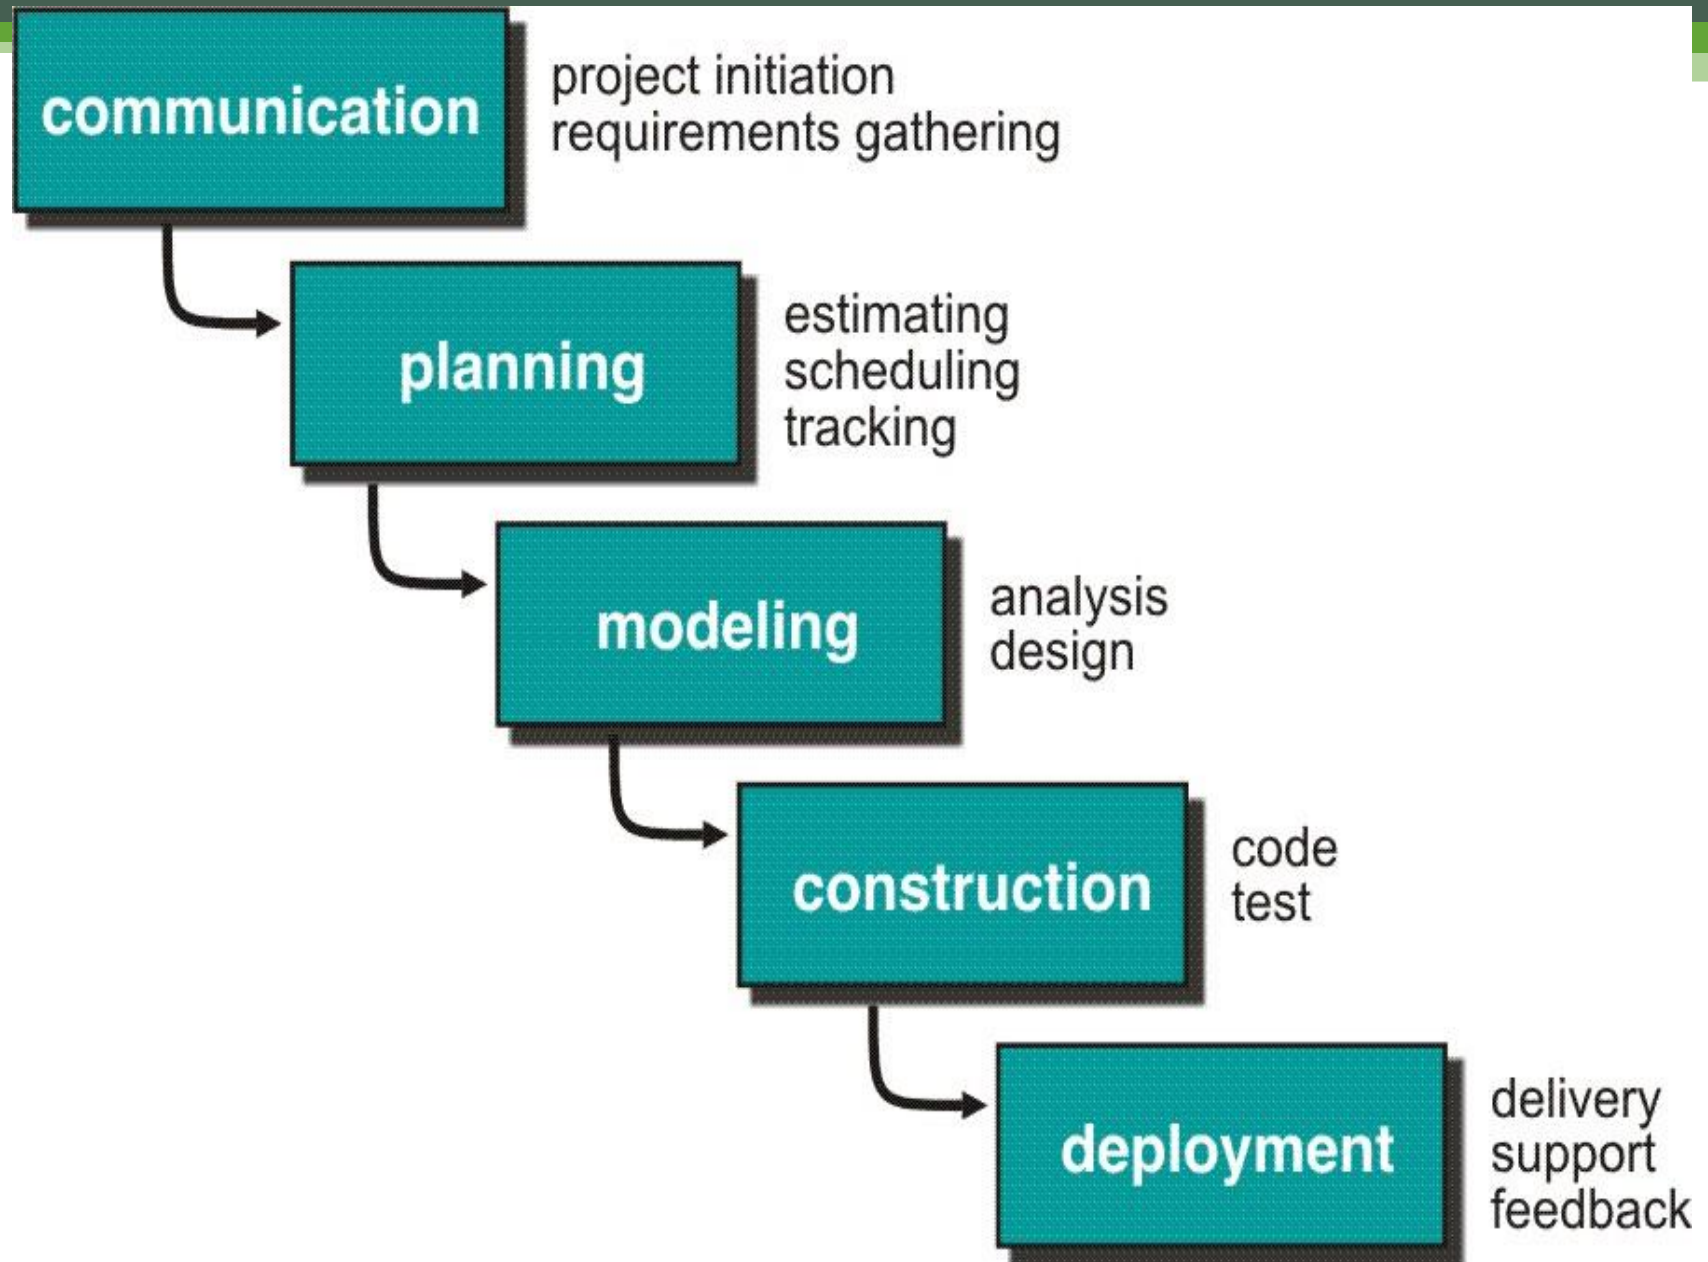 communication
project initiation
requirements gathering
planning
estimating
scheduling
tracking
modeling
analysis
design
construction
code
test
deployment
delivery
support
feedback